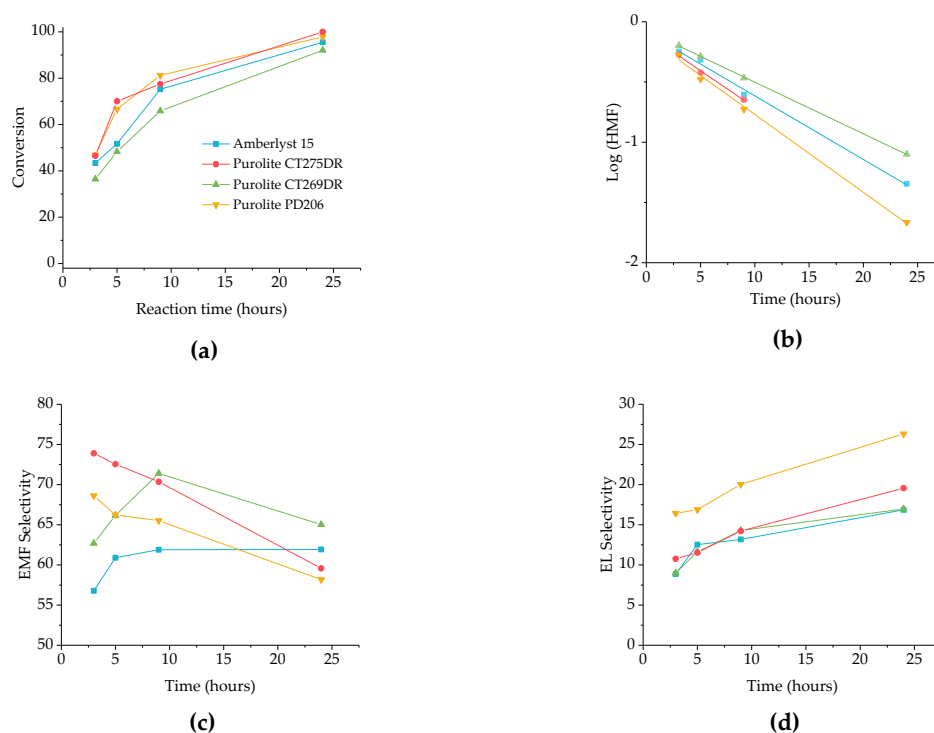 100
80
60
40
20
0
Conversion
Amberlyst 15
Purolite CT275DR
Purolite CT269DR
Purolite PD206
0 5 10 15 20 25
Reaction time (hours)
(a)
-0
-1
-2
Log (HMF)
0 5 10 15 20 25
Time (hours)
(b)
80
75
70
65
60
55
50
EMF Selectivity
0 5 10 15 20 25
Time (hours)
(c)
30
25
20
15
10
5
0
EL Selectivity
0 5 10 15 20 25
Time (hours)
(d)